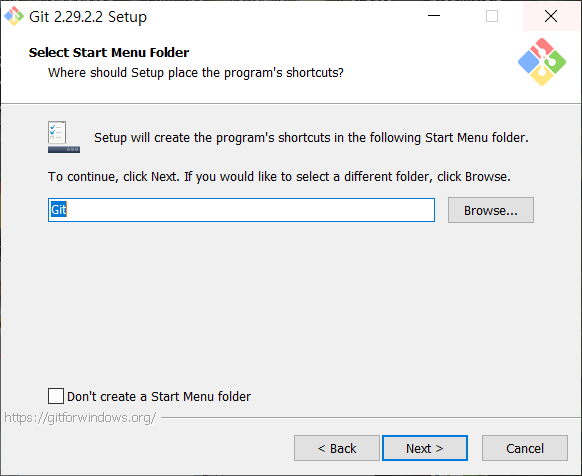 Git 2.29.2.2 Setup
Select Start Menu Folder
Where should Setup place the program's shortcuts?
Setup will create the program's shortcuts in the following Start Menu folder.
To continue, click Next. If you would like to select a different folder, click Browse.
Git
Browse...
Don't create a Start Menu folder
https://gitforwindows.org/
< Back
Next >
Cancel